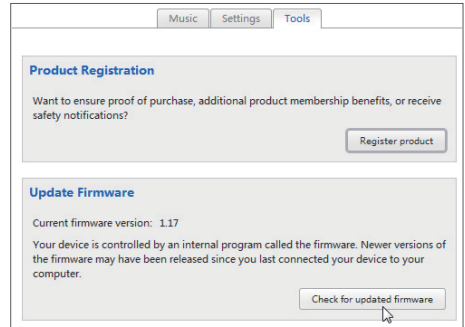 Music Settings Tools
Product Registration
Want to ensure proof of purchase, additional product membership benefits, or receive
safety notifications?
Register product
Update Firmware
Current firmware version: 1.17
Your device is controlled by an internal program called the firmware. Newer versions of
the firmware may have been released since you last connected your device to your
computer.
Check for updated firmware